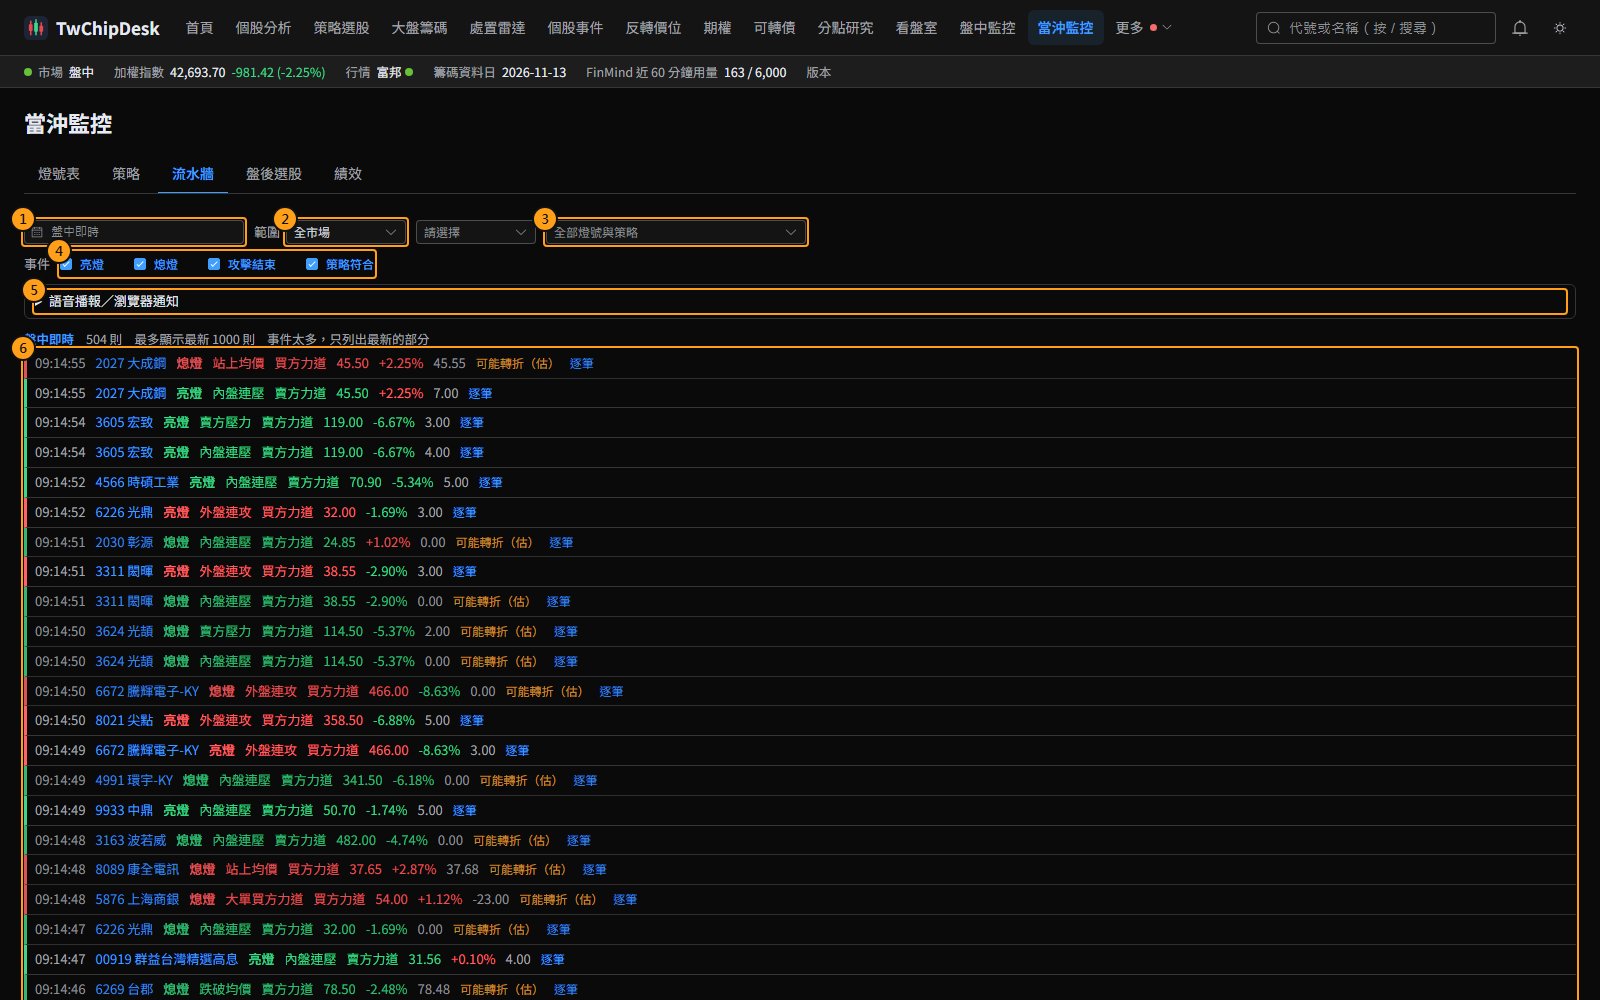 TwChipDesk 首頁 個股分析 策略選股 大盤籌碼 處置雷達 個股事件 反轉價位 期權 可轉債 分點研究 看盤室 盤中監控 當沖監控 更多 代號或名稱 ( 按 / 搜尋 )
市場 盤中 加權指數 42,693.70 -981.42 (-2.25%) 行情 富邦 籌碼資料日 2026-11-13 FinMind 近 60 分鐘用量 163 / 6,000 版本
當沖監控
燈號表 策略 流水牆 盤後選股 績效
1 盤中即時 範圍 2 全市場 請選擇 3 全部燈號與策略
事件 4 亮燈 熄燈 攻擊結束 策略符合
5 語音播報／瀏覽器通知
盤中即時 504 則 最多顯示最新 1000 則 事件太多，只列出最新的部分
6
09:14:55 2027 大成鋼 熄燈 站上均價 買方力道 45.50 +2.25% 45.55 可能轉折（估） 逐筆
09:14:55 2027 大成鋼 亮燈 內盤連壓 賣方力道 45.50 +2.25% 7.00 逐筆
09:14:54 3605 宏致 亮燈 賣方壓力 賣方力道 119.00 -6.67% 3.00 逐筆
09:14:54 3605 宏致 亮燈 內盤連壓 賣方力道 119.00 -6.67% 4.00 逐筆
09:14:52 4566 時碩工業 亮燈 內盤連壓 賣方力道 70.90 -5.34% 5.00 逐筆
09:14:52 6226 光鼎 亮燈 外盤連攻 買方力道 32.00 -1.69% 3.00 逐筆
09:14:51 2030 彰源 熄燈 內盤連壓 賣方力道 24.85 +1.02% 0.00 可能轉折（估） 逐筆
09:14:51 3311 閎暉 亮燈 外盤連攻 買方力道 38.55 -2.90% 3.00 逐筆
09:14:51 3311 閎暉 熄燈 內盤連壓 賣方力道 38.55 -2.90% 0.00 可能轉折（估） 逐筆
09:14:50 3624 光頡 熄燈 賣方壓力 賣方力道 114.50 -5.37% 2.00 可能轉折（估） 逐筆
09:14:50 3624 光頡 熄燈 內盤連壓 賣方力道 114.50 -5.37% 0.00 可能轉折（估） 逐筆
09:14:50 6672 騰輝電子-KY 熄燈 外盤連攻 買方力道 466.00 -8.63% 0.00 可能轉折（估） 逐筆
09:14:50 8021 尖點 亮燈 外盤連攻 買方力道 358.50 -6.88% 5.00 逐筆
09:14:49 6672 騰輝電子-KY 亮燈 外盤連攻 買方力道 466.00 -8.63% 3.00 逐筆
09:14:49 4991 環宇-KY 熄燈 內盤連壓 賣方力道 341.50 -6.18% 0.00 可能轉折（估） 逐筆
09:14:49 9933 中鼎 亮燈 內盤連壓 賣方力道 50.70 -1.74% 5.00 逐筆
09:14:48 3163 波若威 熄燈 內盤連壓 賣方力道 482.00 -4.74% 0.00 可能轉折（估） 逐筆
09:14:48 8089 康全電訊 熄燈 站上均價 買方力道 37.65 +2.87% 37.68 可能轉折（估） 逐筆
09:14:48 5876 上海商銀 熄燈 大單買方力道 買方力道 54.00 +1.12% -23.00 可能轉折（估） 逐筆
09:14:47 6226 光鼎 熄燈 內盤連壓 賣方力道 32.00 -1.69% 0.00 可能轉折（估） 逐筆
09:14:47 00919 群益台灣精選高息 亮燈 內盤連壓 賣方力道 31.56 +0.10% 4.00 逐筆
09:14:46 6269 台郡 熄燈 跌破均價 賣方力道 78.50 -2.48% 78.48 可能轉折（估） 逐筆